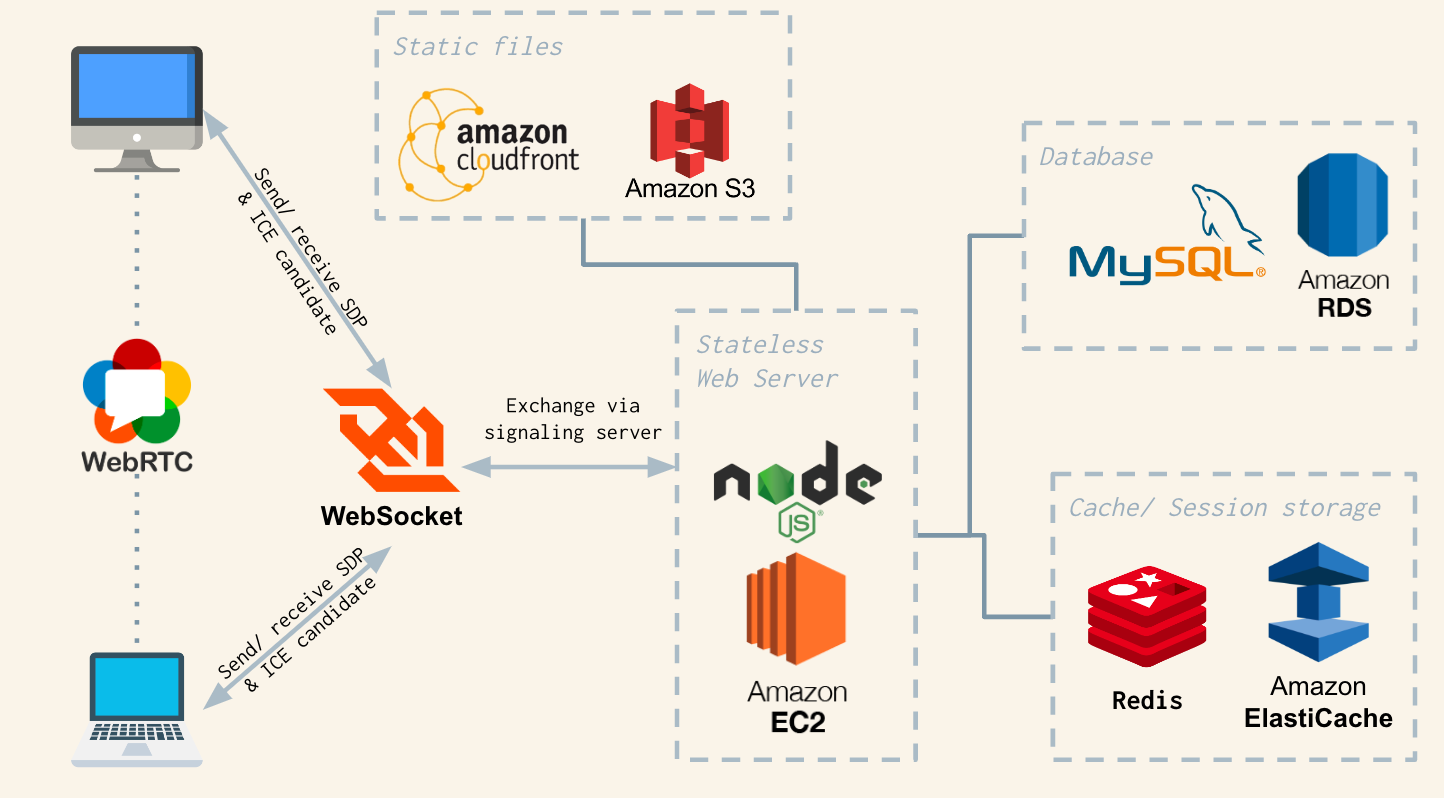 Static files
amazon
cloudfront
Amazon S3
Send/ receive SDP
& ICE candidate
WebRTC
WebSocket
Send/ receive SDP
& ICE candidate
Exchange via
signaling server
Stateless
Web Server
node
JS®
Amazon
EC2
Database
MySQL®
Amazon
RDS
Cache/ Session storage
Redis
Amazon
ElastiCache